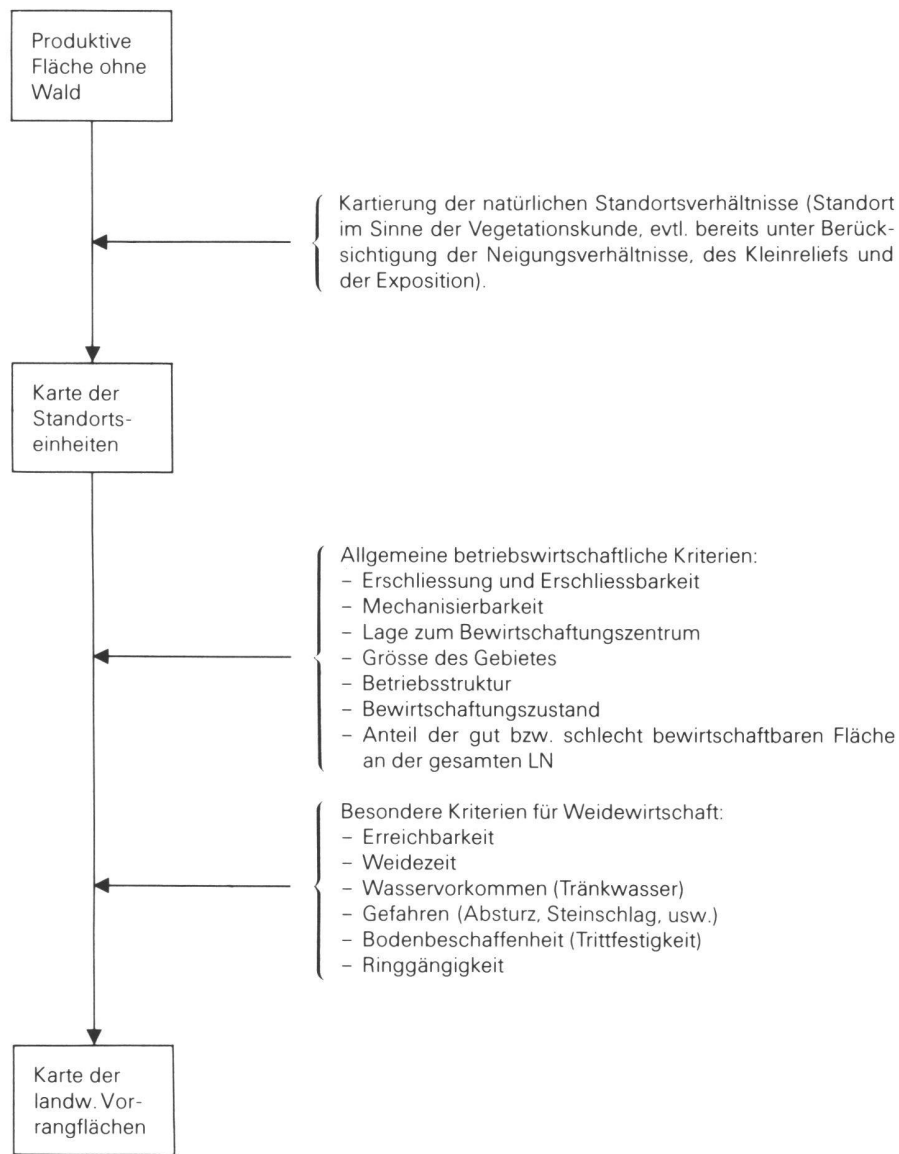 Produktive
Fläche ohne
Wald
Kartierung der natürlichen Standortsverhältnisse (Standort
im Sinne der Vegetationskunde, evtl. bereits unter Berück-
sichtigung der Neigungsverhältnisse, des Kleinreliefs und
der Exposition).
Karte der
Standorts-
einheiten
Allgemeine betriebswirtschaftliche Kriterien:
– Erschliessung und Erschliessbarkeit
– Mechanisierbarkeit
– Lage zum Bewirtschaftungszentrum
– Grösse des Gebietes
– Betriebsstruktur
– Bewirtschaftungszustand
– Anteil der gut bzw. schlecht bewirtschaftbaren Fläche
an der gesamten LN
Besondere Kriterien für Weidewirtschaft:
– Erreichbarkeit
– Weidezeit
– Wasservorkommen (Tränkwasser)
– Gefahren (Absturz, Steinschlag, usw.)
– Bodenbeschaffenheit (Trittfestigkeit)
– Ringgängigkeit
Karte der
landw. Vor-
rangflächen